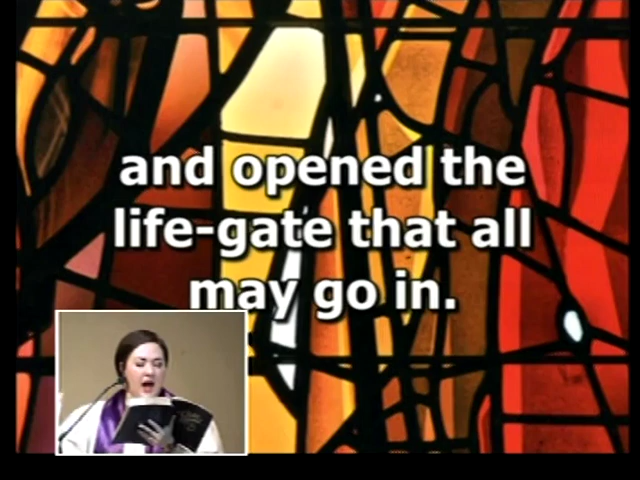 and opened the
life-gate that all
may go in.